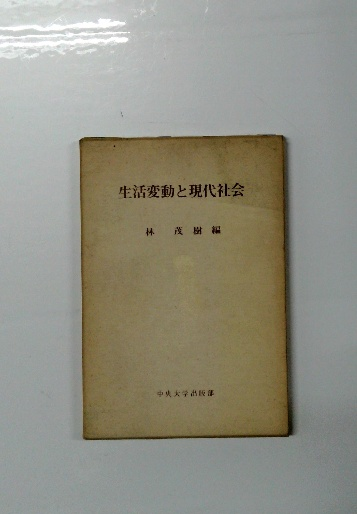 生活変動と現代社会
林 茂樹 編
中央大学出版部